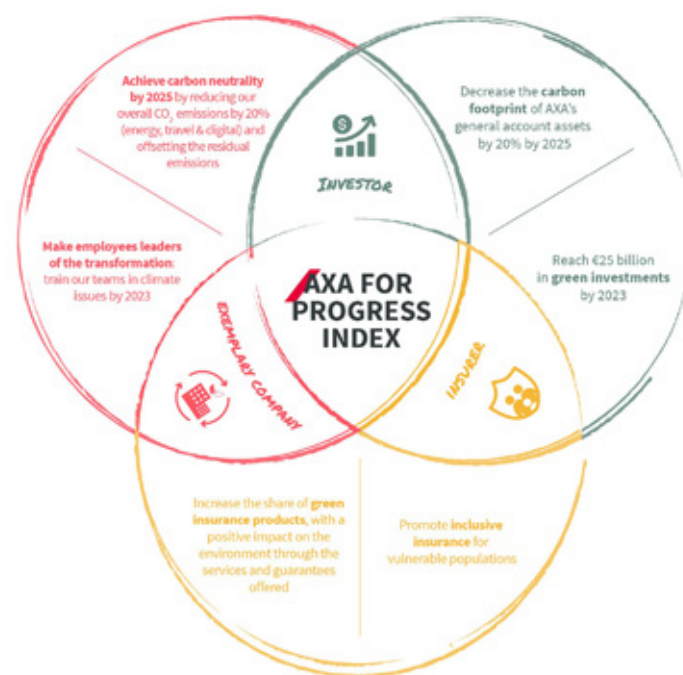 Achieve carbon neutrality
by 2025 by reducing our
overall CO₂ emissions by 20%
(energy, travel & digital) and
offsetting the residual
emissions
Decrease the carbon
footprint of AXA's
general account assets
by 20% by 2025
$
INVESTOR
Make employees leaders
of the transformation:
train our teams in climate
issues by 2023
Reach €25 billion
in green investments
by 2023
AXA FOR
PROGRESS
INDEX
EXEMPLARY COMPANY
INSURER
Increase the share of green
insurance products, with a
positive impact on the
environment through the
services and guarantees
offered
Promote inclusive
insurance for
vulnerable populations